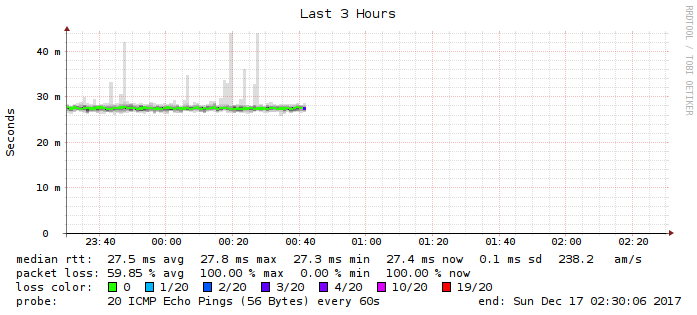 Last 3 Hours
RRDTOOL / TOBI OETIKER
Seconds
40 m
30 m
20 m
10 m
0
23:40 00:00 00:20 00:40 01:00 01:20 01:40 02:00 02:20
median rtt: 27.5 ms avg 27.8 ms max 27.3 ms min 27.4 ms now 0.1 ms sd 238.2 am/s
packet loss: 59.85 % avg 100.00 % max 0.00 % min 100.00 % now
loss color: 0 1/20 2/20 3/20 4/20 10/20 19/20
probe: 20 ICMP Echo Pings (56 Bytes) every 60s end: Sun Dec 17 02:30:06 2017